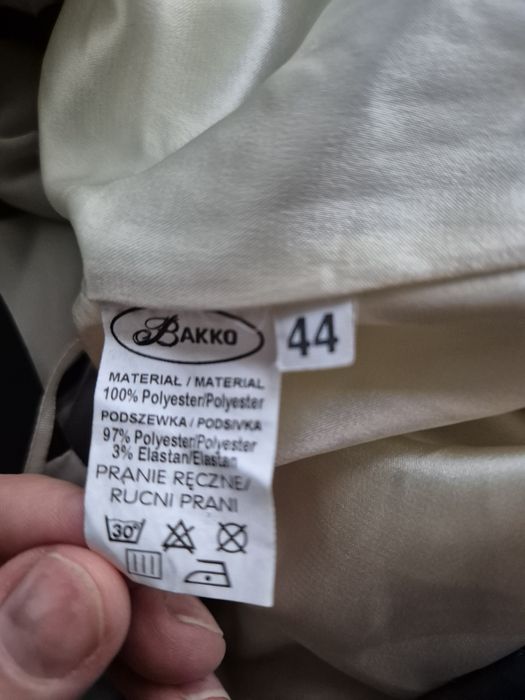 BAKKO
44
MATERIAŁ / MATERIAL
100% Polyester/Polyester
PODSZEWKA / PODSIVKA
97% Polyester/Polyester
3% Elastan/Elastan
PRANIE RĘCZNE/
RUCNI PRANI
30°